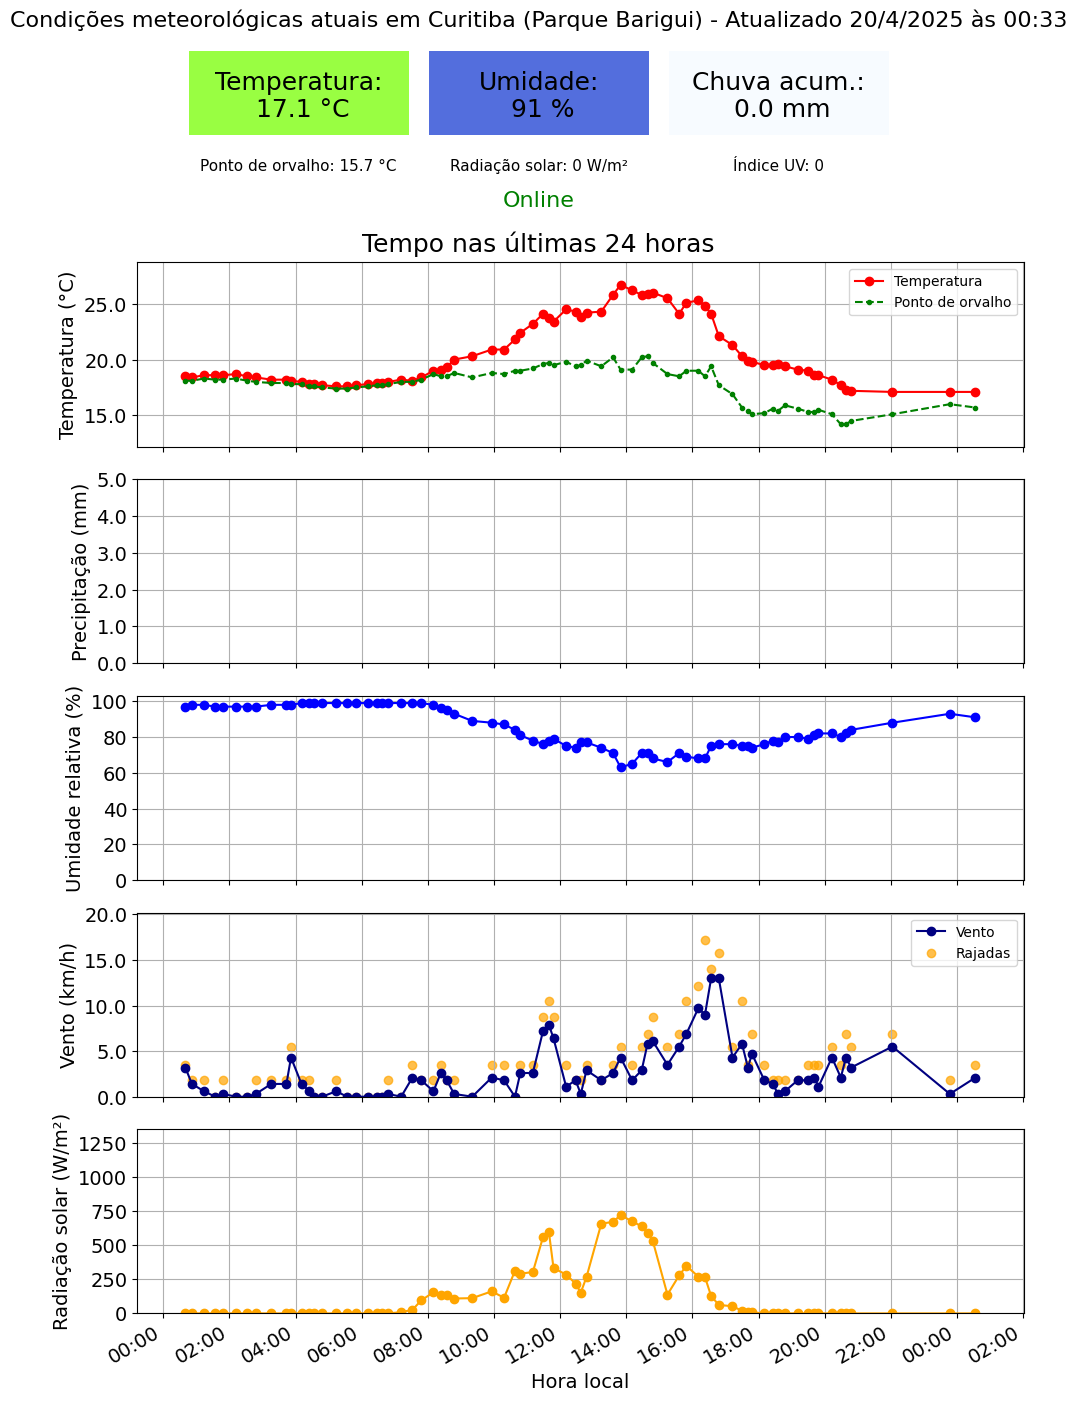 Condições meteorológicas atuais em Curitiba (Parque Barigui) - Atualizado 20/4/2025 às 00:33
Temperatura:
17.1 °C
Umidade:
91 %
Chuva acum.:
0.0 mm
Ponto de orvalho: 15.7 °C
Radiação solar: 0 W/m²
Índice UV: 0
Online
Tempo nas últimas 24 horas
Temperatura (°C)
25.0
20.0
15.0
Temperatura
Ponto de orvalho
Precipitação (mm)
5.0
4.0
3.0
2.0
1.0
0.0
Umidade relativa (%)
100
80
60
40
20
0
Vento (km/h)
20.0
15.0
10.0
5.0
0.0
Vento
Rajadas
Radiação solar (W/m²)
1250
1000
750
500
250
0
00:00
02:00
04:00
06:00
08:00
10:00
12:00
14:00
16:00
18:00
20:00
22:00
00:00
02:00
Hora local